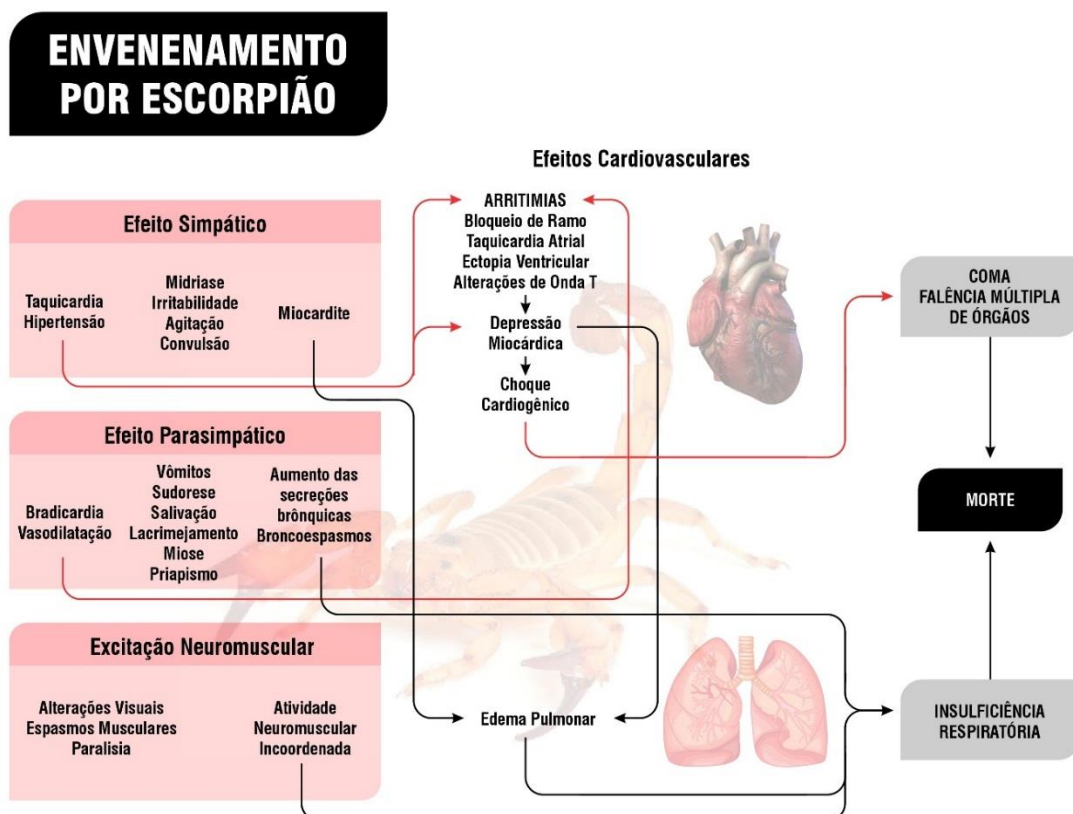 ENVENENAMENTO
POR ESCORPIÃO
Efeitos Cardiovasculares
Efeito Simpático
Taquicardia
Hipertensão
Midriase
Irritabilidade
Agitação
Convulsão
Miocardite
ARRITIMIAS
Bloqueio de Ramo
Taquicardia Atrial
Ectopia Ventricular
Alterações de Onda T
Depressão
Miocárdica
Choque
Cardiogênico
COMA
FALÊNCIA MÚLTIPLA
DE ÓRGÃOS
Efeito Parasimpático
Bradicardia
Vasodilatação
Vômitos
Sudorese
Salivação
Lacrimejamento
Miose
Priapismo
Aumento das
secreções
brônquicas
Broncoespasmos
MORTE
Excitação Neuromuscular
Alterações Visuais
Espasmos Musculares
Paralisia
Atividade
Neuromuscular
Incoordenada
Edema Pulmonar
INSULFICIÊNCIA
RESPIRATÓRIA